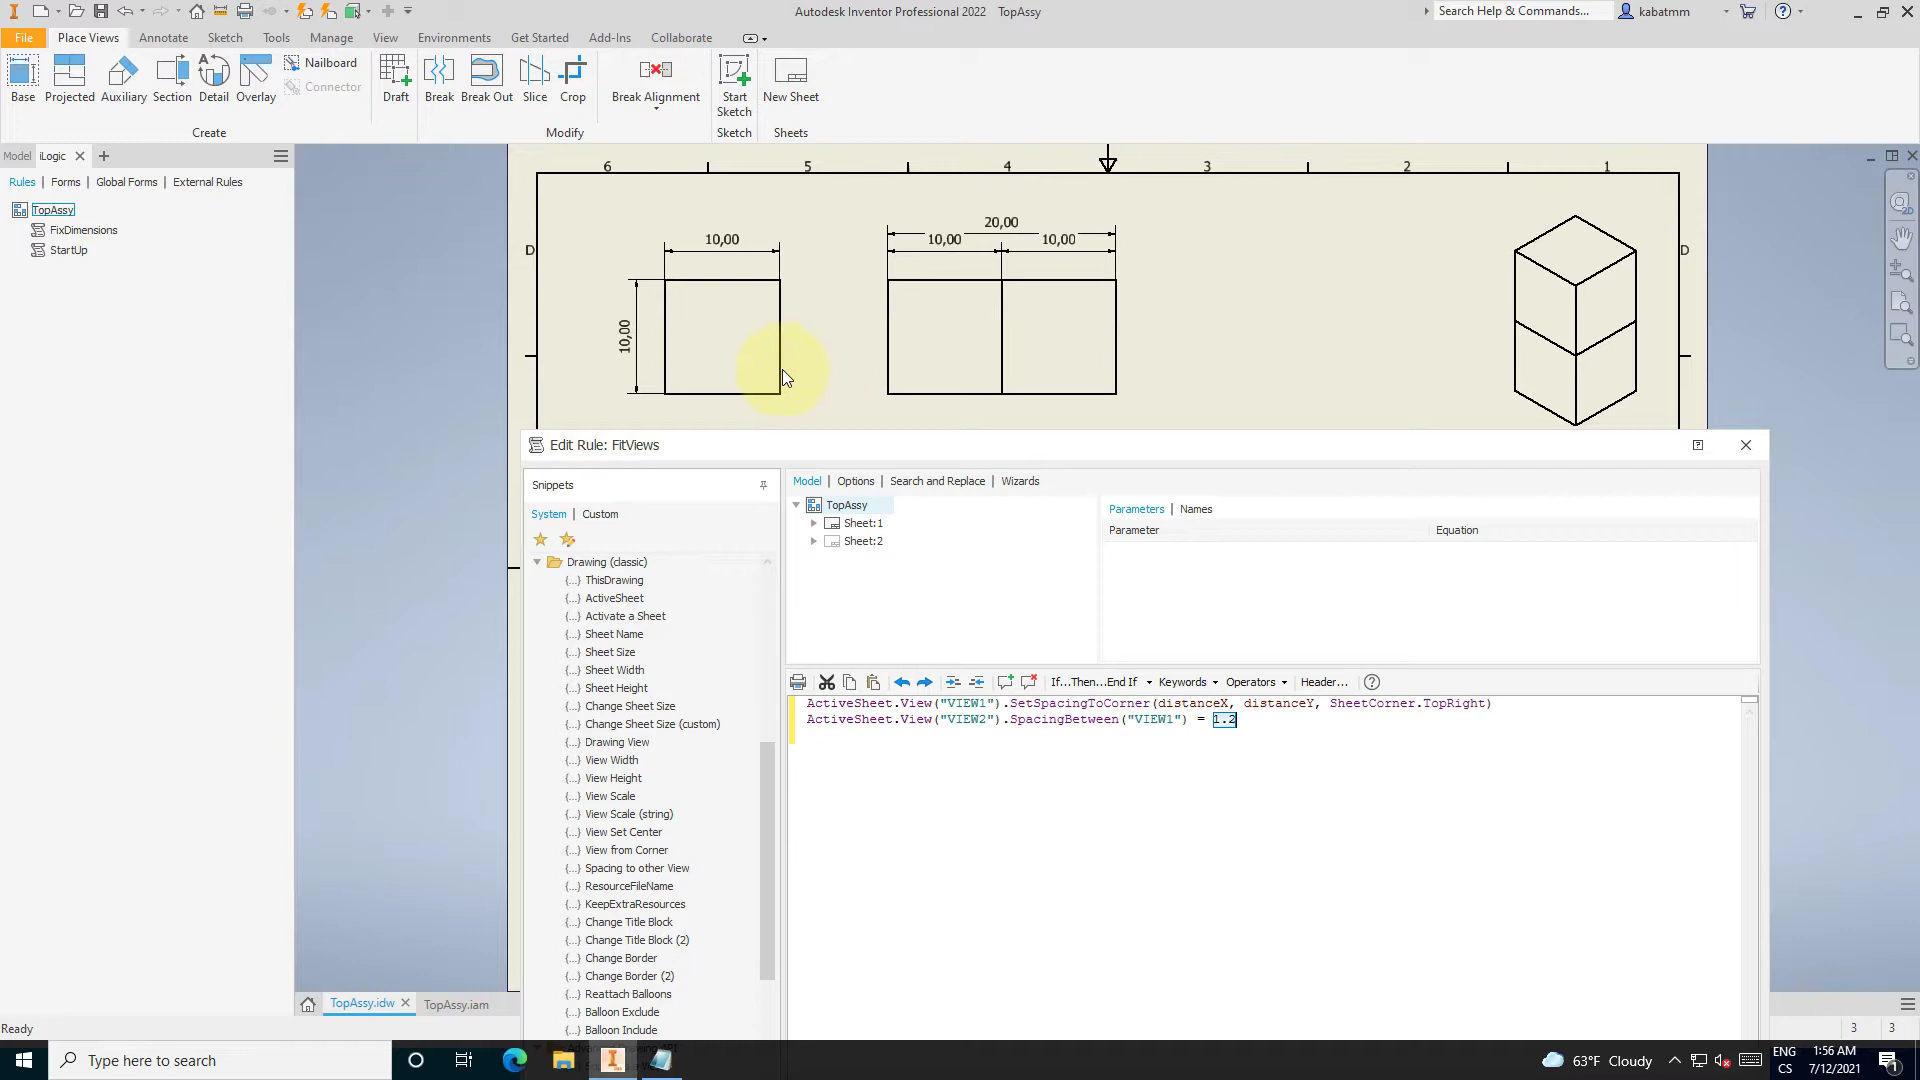 Autodesk Inventor Professional 2022 TopAssy
Search Help & Commands...
kabatmm
File Place Views Annotate Sketch Tools Manage View Environments Get Started Add-Ins Collaborate
Base Projected Auxiliary Section Detail Overlay
Nailboard
Connector
Draft Break Break Out Slice Crop Break Alignment Start Sketch New Sheet
Create Modify Sketch Sheets
Model iLogic
Rules Forms Global Forms External Rules
TopAssy
FixDimensions
StartUp
6 5 4 3 2 1
D D
10,00
10,00
20,00
10,00 10,00
2D
Edit Rule: FitViews
Snippets
System Custom
Drawing (classic)
{...} ThisDrawing
{...} ActiveSheet
{...} Activate a Sheet
{...} Sheet Name
{...} Sheet Size
{...} Sheet Width
{...} Sheet Height
{...} Change Sheet Size
{...} Change Sheet Size (custom)
{...} Drawing View
{...} View Width
{...} View Height
{...} View Scale
{...} View Scale (string)
{...} View Set Center
{...} View from Corner
{...} Spacing to other View
{...} ResourceFileName
{...} KeepExtraResources
{...} Change Title Block
{...} Change Title Block (2)
{...} Change Border
{...} Change Border (2)
{...} Reattach Balloons
{...} Balloon Exclude
{...} Balloon Include
Model Options Search and Replace Wizards
TopAssy
Sheet:1
Sheet:2
Parameters Names
Parameter Equation
If...Then...End If Keywords Operators Header...
ActiveSheet.View("VIEW1").SetSpacingToCorner(distanceX, distanceY, SheetCorner.TopRight)
ActiveSheet.View("VIEW2").SpacingBetween("VIEW1") = 1.2
TopAssy.idw TopAssy.iam
Ready
3 3
Type here to search
63°F Cloudy
ENG
CS
1:56 AM
7/12/2021
1